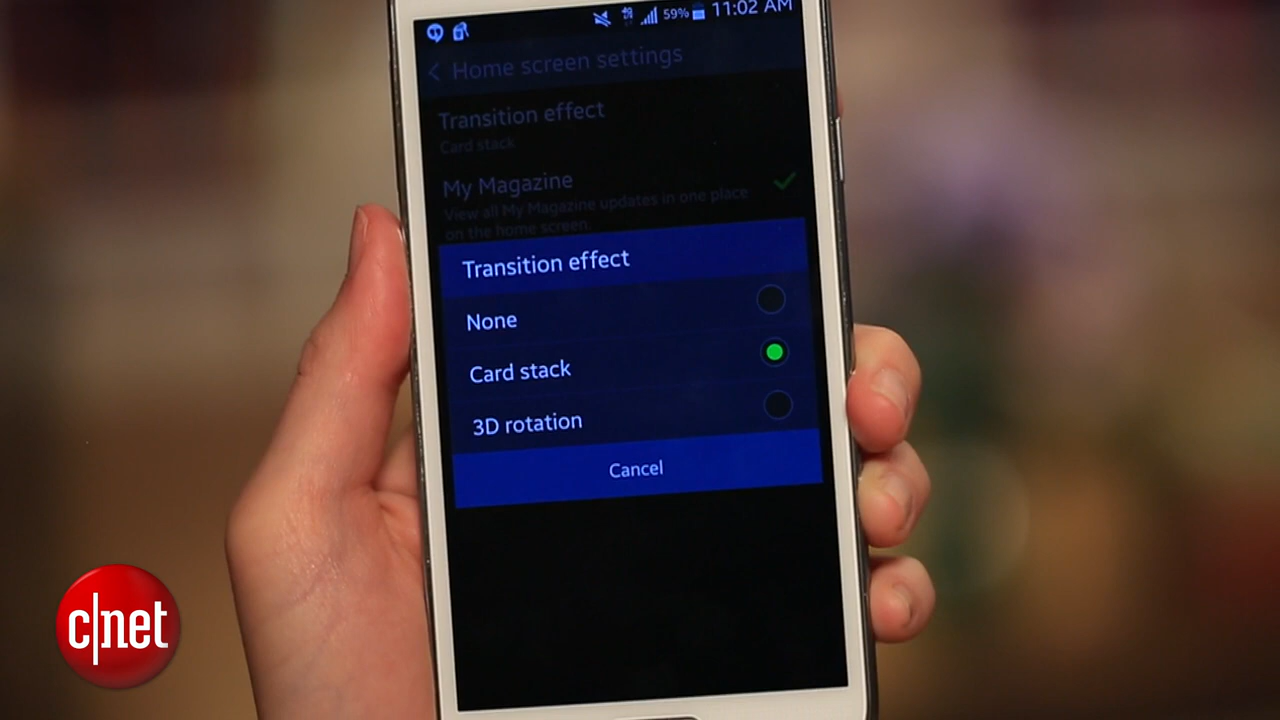 59% 11:02 AM
Home screen settings
Transition effect
Card stack
My Magazine
View all My Magazine updates in one place
on the home screen.
Transition effect
None
Card stack
3D rotation
Cancel
c|net